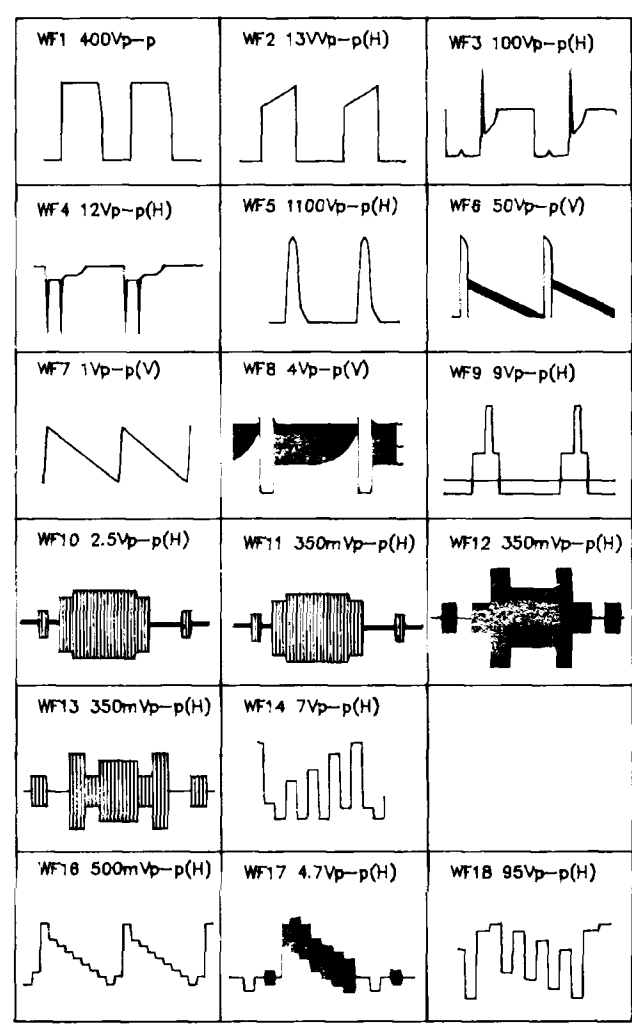 WF1 400Vp-p
WF2 13VVp-p(H)
WF3 100Vp-p(H)
WF4 12Vp-p(H)
WF5 1100Vp-p(H)
WF6 50Vp-p(V)
WF7 1Vp-p(V)
WF8 4Vp-p(V)
WF9 9Vp-p(H)
WF10 2.5Vp-p(H)
WF11 350mVp-p(H)
WF12 350mVp-p(H)
WF13 350mVp-p(H)
WF14 7Vp-p(H)
WF16 500mVp-p(H)
WF17 4.7Vp-p(H)
WF18 95Vp-p(H)